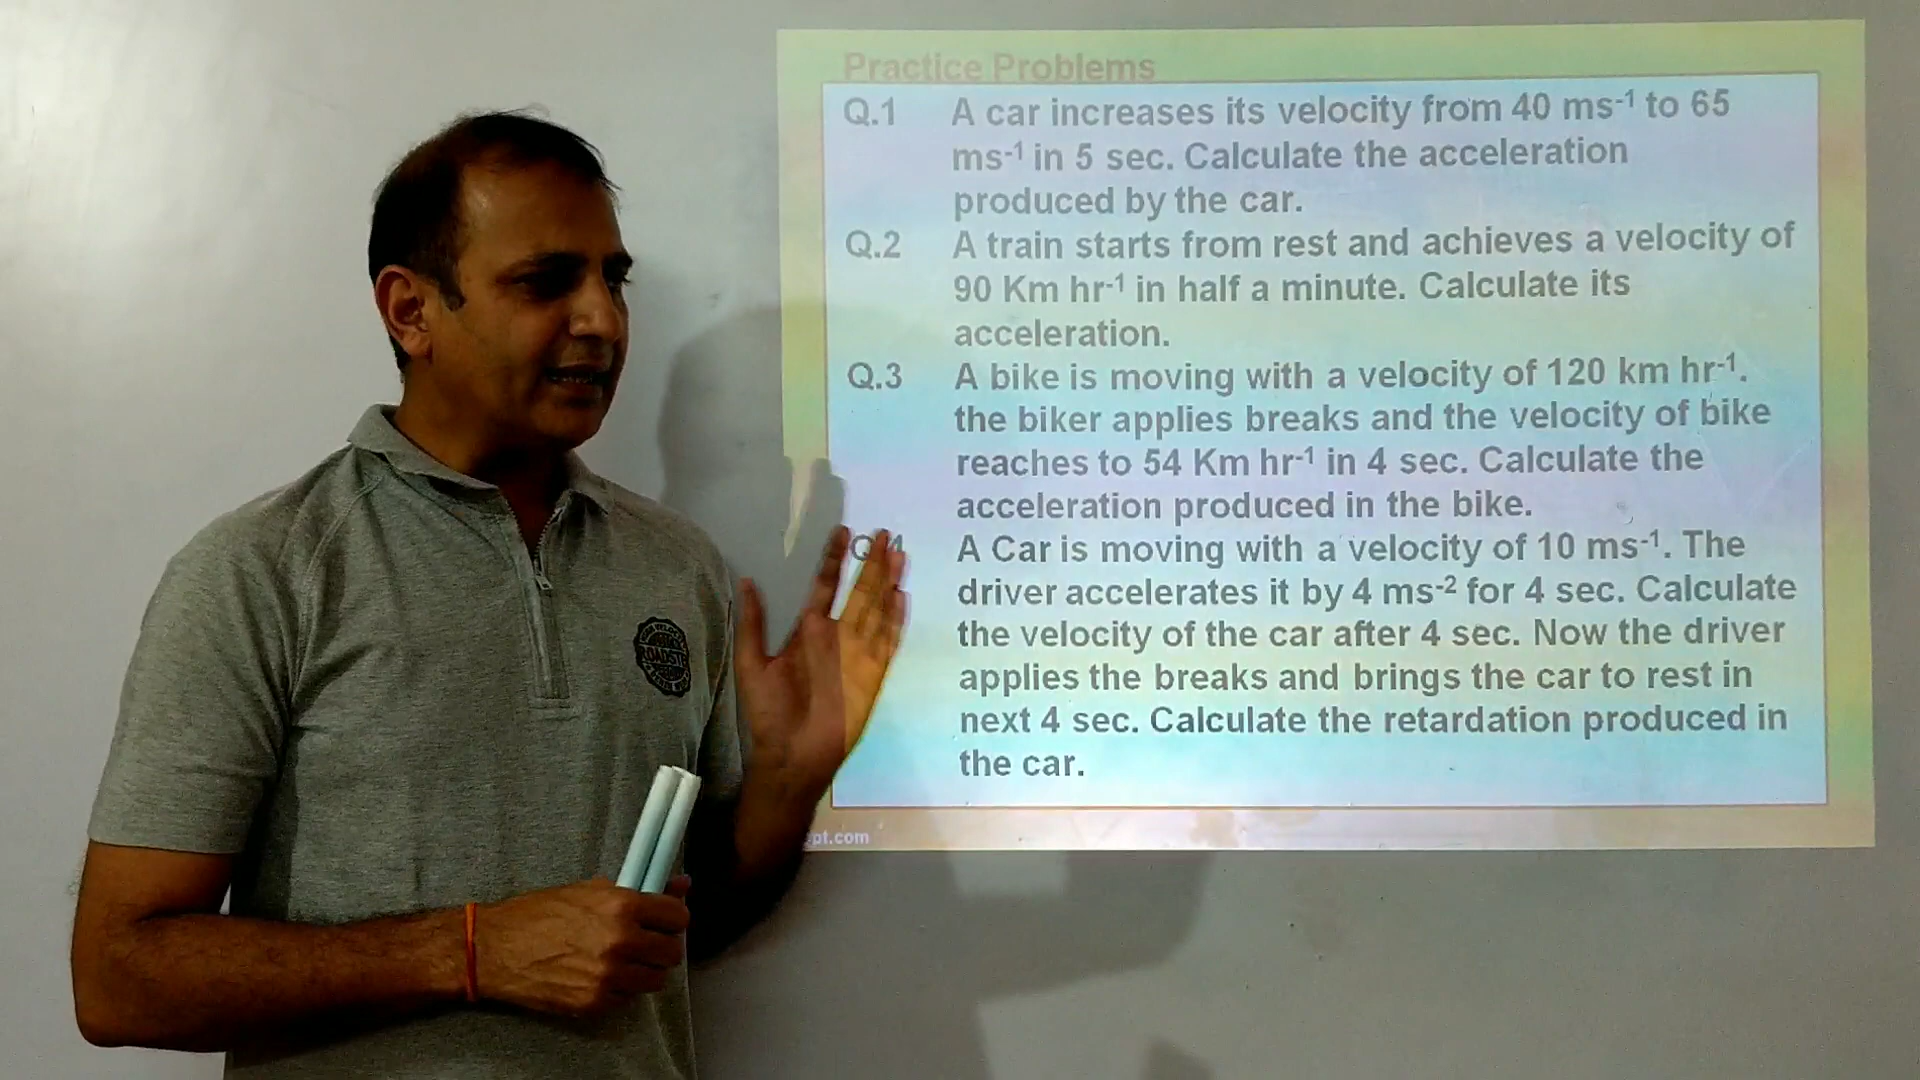 Practice Problems
Q.1 A car increases its velocity from 40 ms-1 to 65
ms-1 in 5 sec. Calculate the acceleration
produced by the car.
Q.2 A train starts from rest and achieves a velocity of
90 Km hr-1 in half a minute. Calculate its
acceleration.
Q.3 A bike is moving with a velocity of 120 km hr-1.
the biker applies breaks and the velocity of bike
reaches to 54 Km hr-1 in 4 sec. Calculate the
acceleration produced in the bike.
Q.4 A Car is moving with a velocity of 10 ms-1. The
driver accelerates it by 4 ms-2 for 4 sec. Calculate
the velocity of the car after 4 sec. Now the driver
applies the breaks and brings the car to rest in
next 4 sec. Calculate the retardation produced in
the car.
pt.com